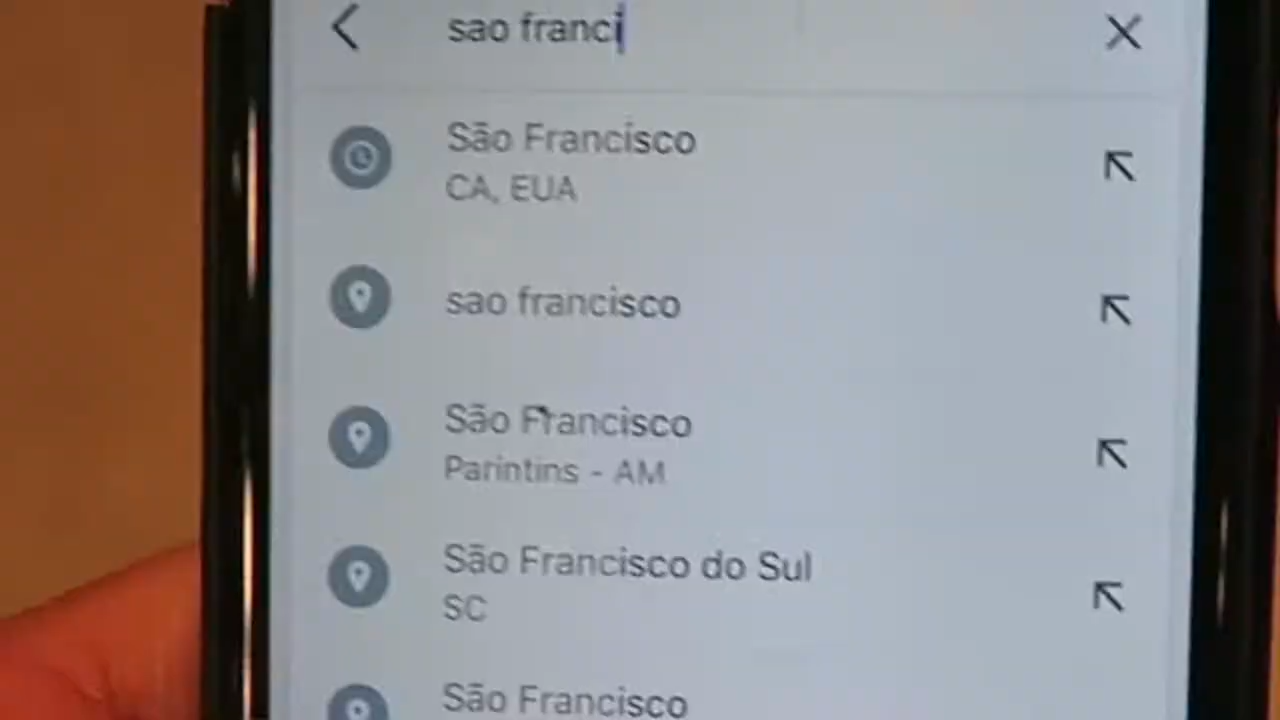 sao franci
São Francisco
CA, EUA
sao francisco
São Francisco
Parintins - AM
São Francisco do Sul
SC
São Francisco